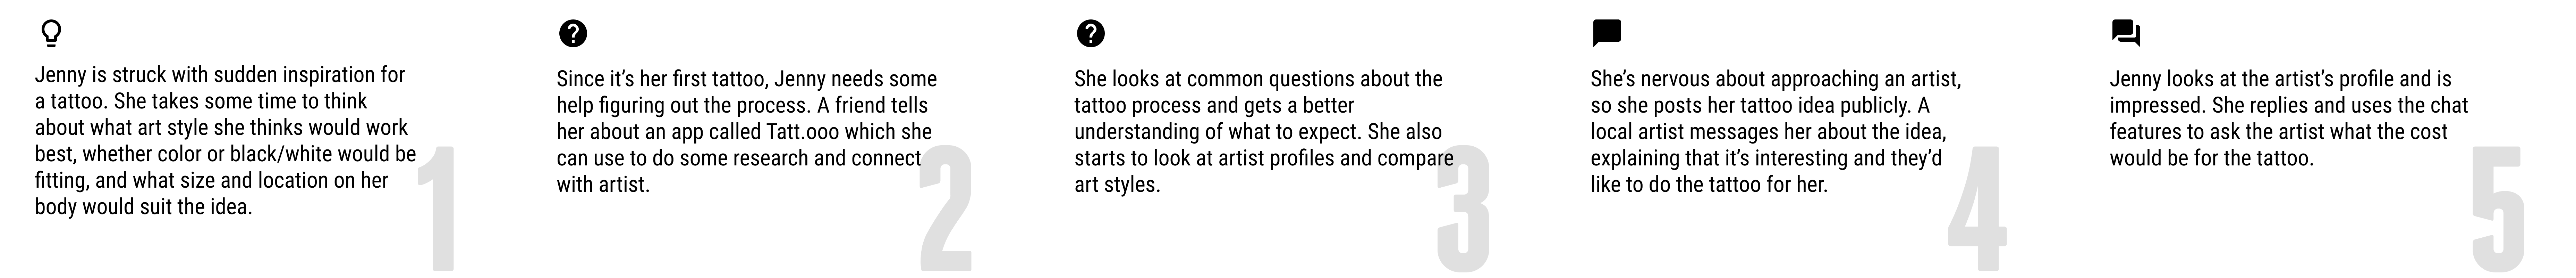 Jenny is struck with sudden inspiration for
a tattoo. She takes some time to think
about what art style she thinks would work
best, whether color or black/white would be
fitting, and what size and location on her
body would suit the idea.
1
Since it’s her first tattoo, Jenny needs some
help figuring out the process. A friend tells
her about an app called Tatt.ooo which she
can use to do some research and connect
with artist.
2
She looks at common questions about the
tattoo process and gets a better
understanding of what to expect. She also
starts to look at artist profiles and compare
art styles.
3
She’s nervous about approaching an artist,
so she posts her tattoo idea publicly. A
local artist messages her about the idea,
explaining that it’s interesting and they’d
like to do the tattoo for her.
4
Jenny looks at the artist’s profile and is
impressed. She replies and uses the chat
features to ask the artist what the cost
would be for the tattoo.
5